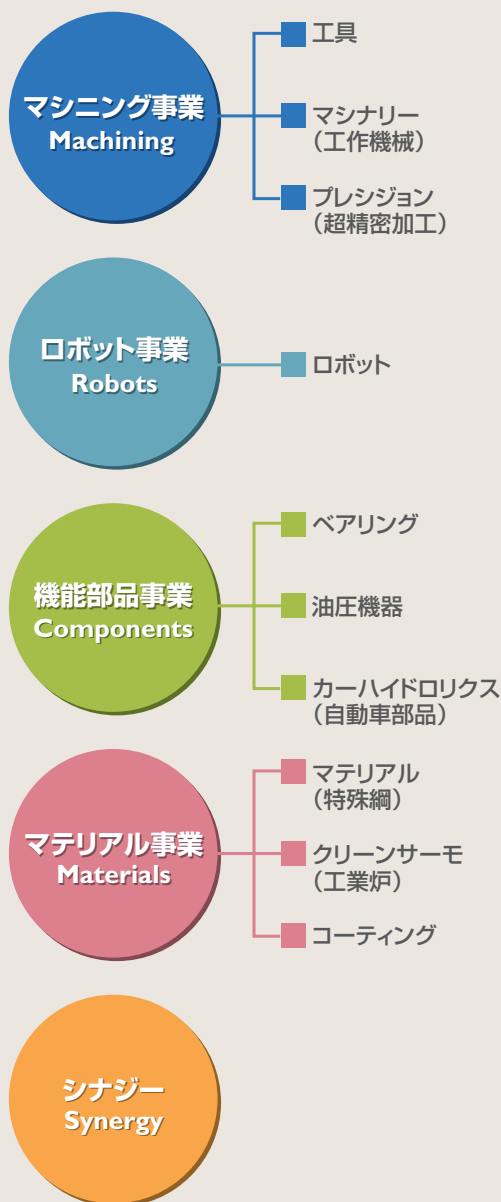 マシニング事業
Machining
工具
マシナリー
（工作機械）
プレシジョン
（超精密加工）
ロボット事業
Robots
ロボット
機能部品事業
Components
ベアリング
油圧機器
カーハイドロリクス
（自動車部品）
マテリアル事業
Materials
マテリアル
（特殊綱）
クリーンサーモ
（工業炉）
コーティング
シナジー
Synergy